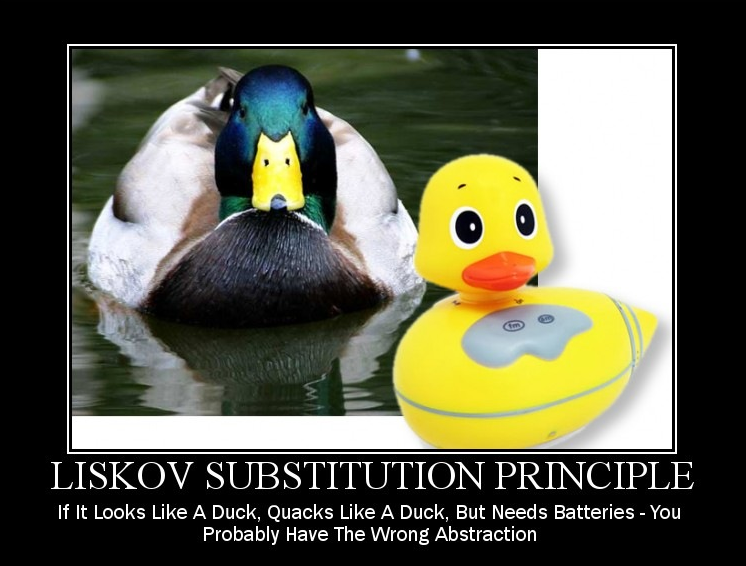 LISKOV SUBSTITUTION PRINCIPLE
If It Looks Like A Duck, Quacks Like A Duck, But Needs Batteries - You
Probably Have The Wrong Abstraction